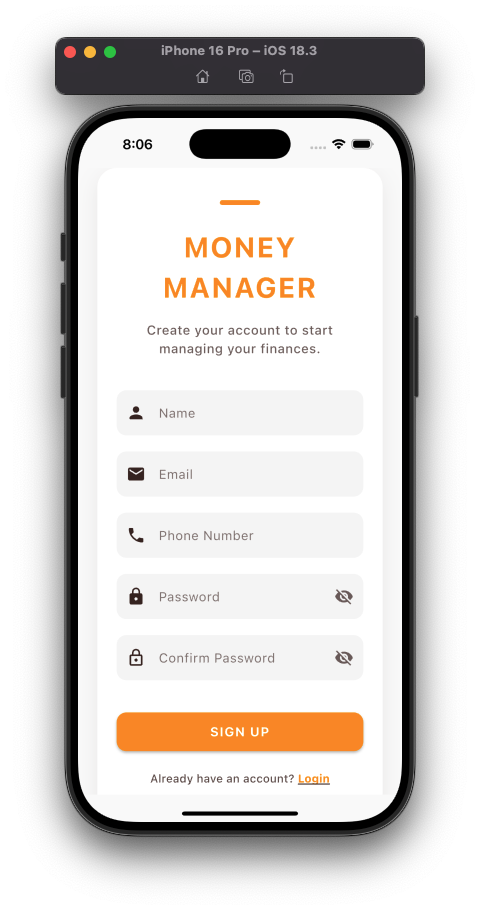 iPhone 16 Pro – iOS 18.3
8:06
MONEY
MANAGER
Create your account to start
managing your finances.
Name
Email
Phone Number
Password
Confirm Password
SIGN UP
Already have an account? Login